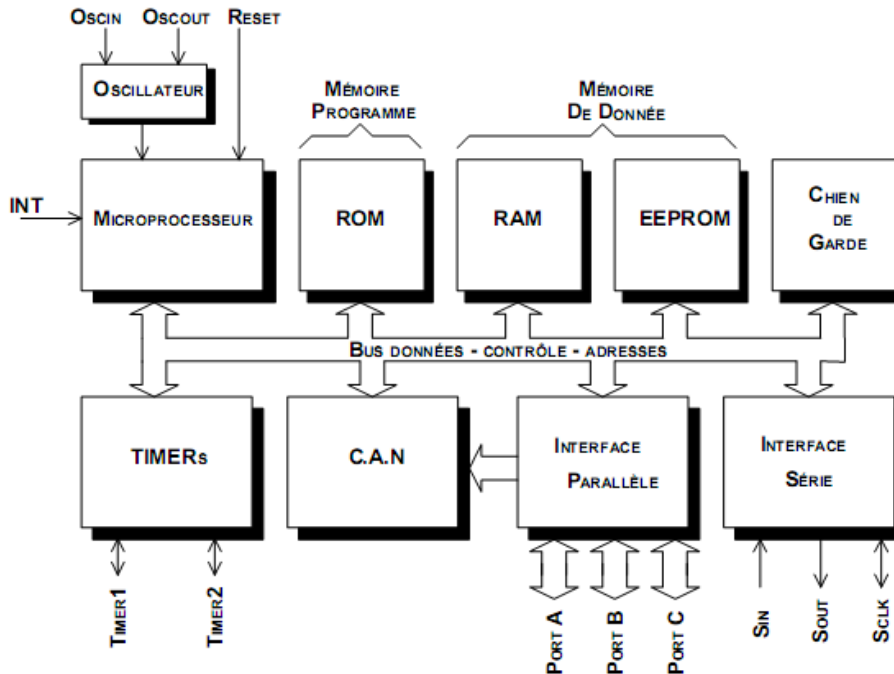 OSCIN OSCOUT RESET
OSCILLATEUR
MÉMOIRE
PROGRAMME
MÉMOIRE
DE DONNÉE
INT
MICROPROCESSEUR
ROM
RAM
EEPROM
CHIEN
DE
GARDE
BUS DONNÉES - CONTRÔLE - ADRESSES
TIMERS
C.A.N
INTERFACE
PARALLÈLE
INTERFACE
SÉRIE
TIMER1
TIMER2
PORT A
PORT B
PORT C
SIN
SOUT
SCLK